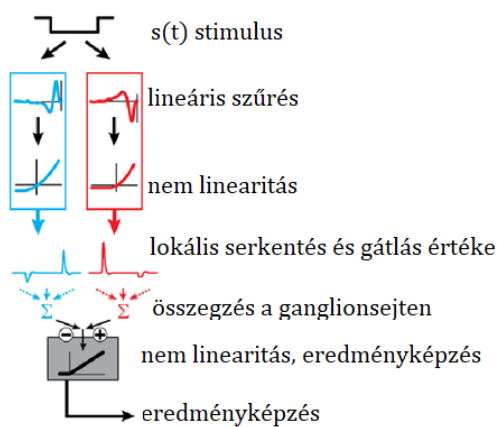 s(t) stimulus
lineáris szűrés
nem linearitás
lokális serkentés és gátlás értéke
Σ Σ
összegzés a ganglionsejten
− +
nem linearitás, eredményképzés
eredményképzés